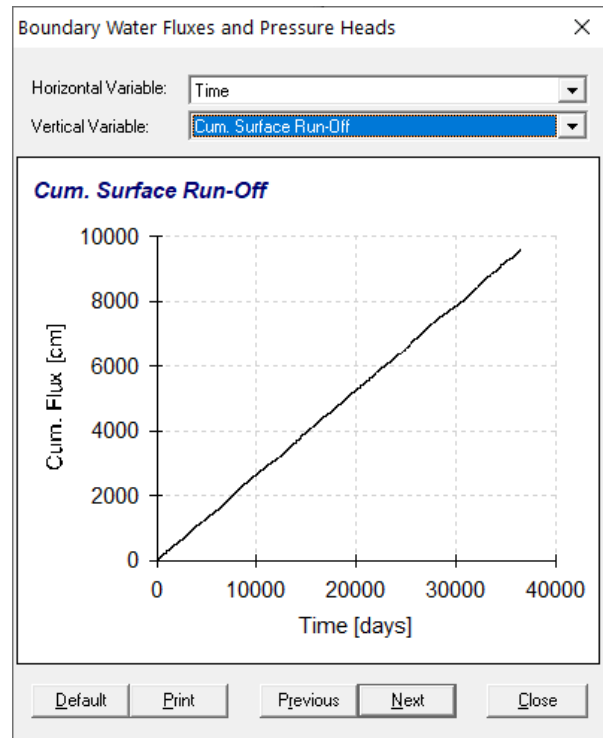 Boundary Water Fluxes and Pressure Heads
Horizontal Variable: Time
Vertical Variable: Cum. Surface Run-Off
Cum. Surface Run-Off
10000
8000
6000
4000
2000
0
Cum. Flux [cm]
0 10000 20000 30000 40000
Time [days]
Default Print Previous Next Close